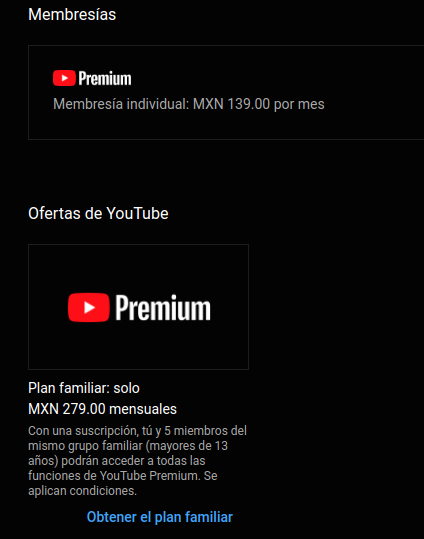 Membresías
Premium
Membresía individual: MXN 139.00 por mes
Ofertas de YouTube
Premium
Plan familiar: solo
MXN 279.00 mensuales
Con una suscripción, tú y 5 miembros del
mismo grupo familiar (mayores de 13
años) podrán acceder a todas las
funciones de YouTube Premium. Se
aplican condiciones.
Obtener el plan familiar